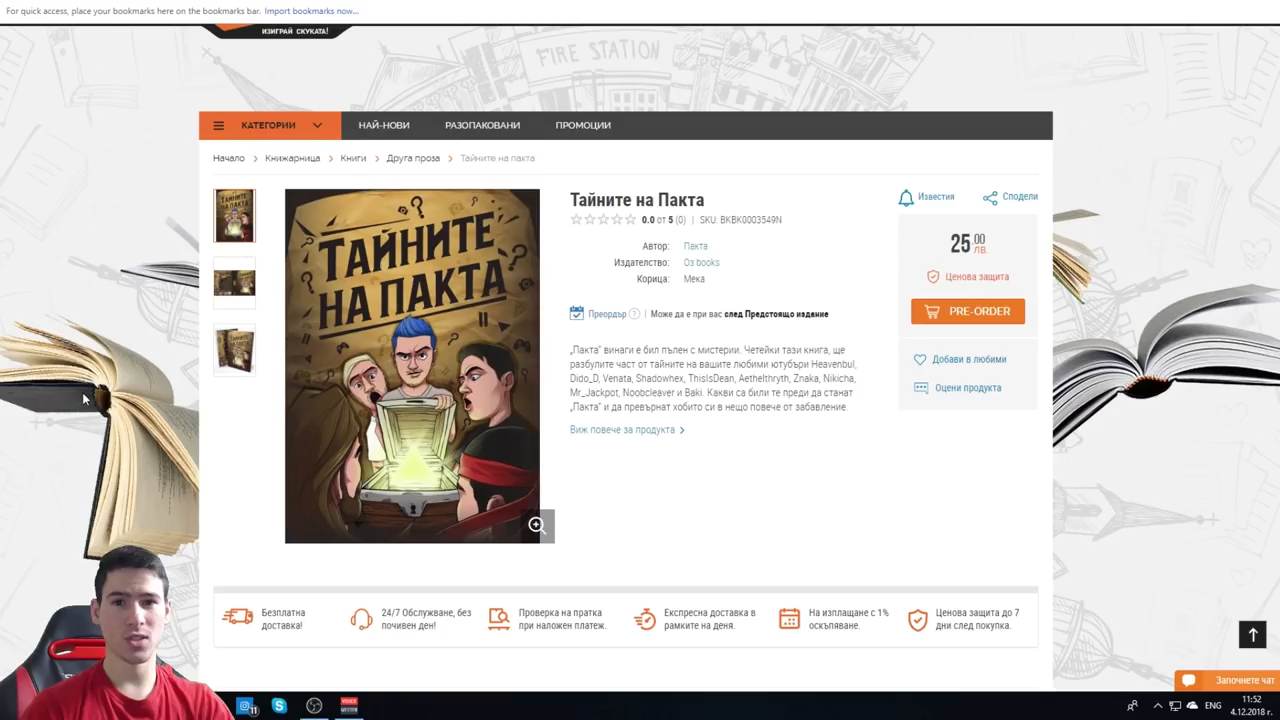 For quick access, place your bookmarks here on the bookmarks bar. Import bookmarks now...
ИЗИГРАЙ СКУКАТА!
FIRE STATION
КАТЕГОРИИ
НАЙ-НОВИ
РАЗОПАКОВАНИ
ПРОМОЦИИ
Начало > Книжарница > Книги > Друга проза > Тайните на пакта
ТАЙНИТЕ
НА ПАКТА
Тайните на Пакта
0.0 от 5 (0) | SKU: BKBK0003549N
Автор: Пакта
Издателство: Оз books
Корица: Мека
Преордър ? | Може да е при вас след Предстоящо издание
„Пакта“ винаги е бил пълен с мистерии. Четейки тази книга, ще
разбулите част от тайните на вашите любими ютубъри Heavenbul,
Dido_D, Venata, Shadowhex, ThisIsDean, Aethelthryth, Znaka, Nikicha,
Mr_Jackpot, Noobcleaver и Baki. Какви са били те преди да станат
„Пакта“ и да превърнат хобито си в нещо повече от забавление.
Виж повече за продукта >
Известия
Сподели
25.00 ЛВ.
Ценова защита
PRE-ORDER
Добави в любими
Оцени продукта
Безплатна
доставка!
24/7 Обслужване, без
почивен ден!
Проверка на пратка
при наложен платеж.
Експресна доставка в
рамките на деня.
На изплащане с 1%
оскъпяване.
Ценова защита до 7
дни след покупка.
Започнете чат
11
ENG
11:52
4.12.2018 г.